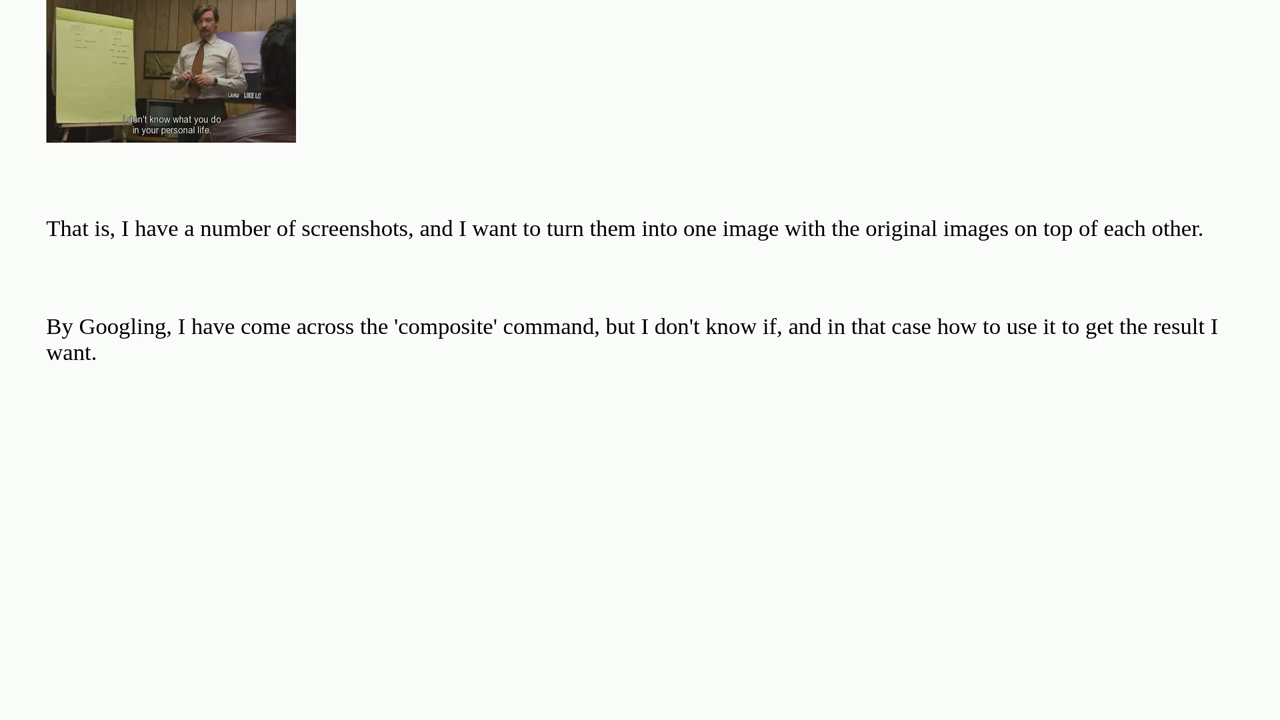 I don't know what you do
in your personal life.
That is, I have a number of screenshots, and I want to turn them into one image with the original images on top of each other.
By Googling, I have come across the 'composite' command, but I don't know if, and in that case how to use it to get the result I
want.